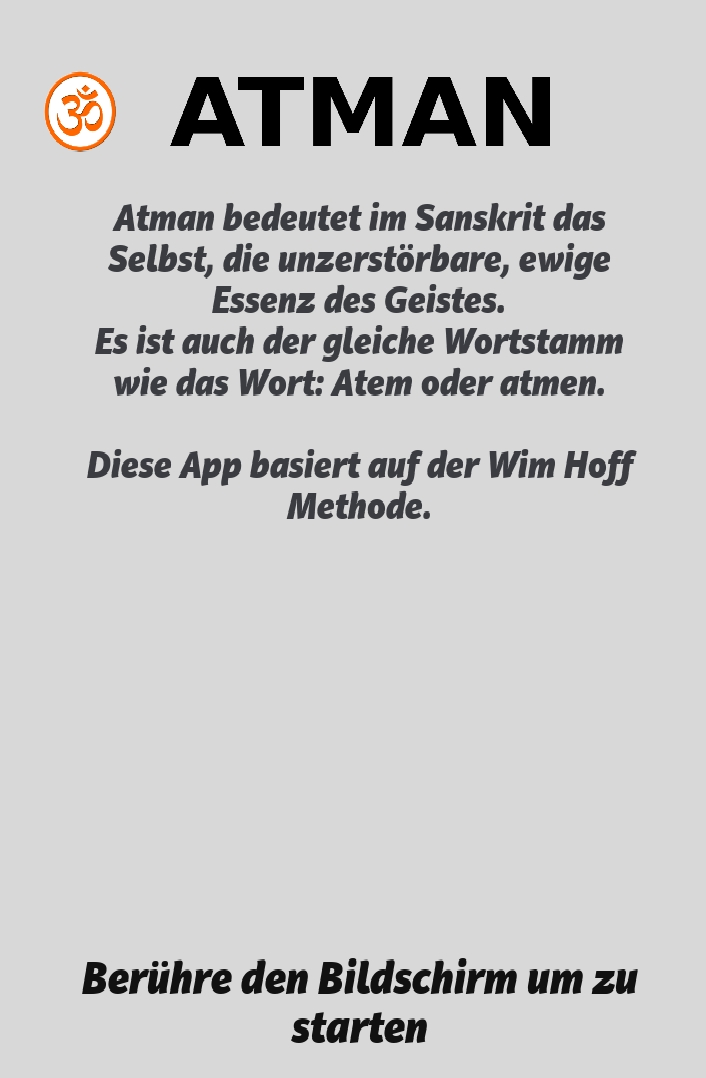 ॐ
ATMAN
Atman bedeutet im Sanskrit das
Selbst, die unzerstörbare, ewige
Essenz des Geistes.
Es ist auch der gleiche Wortstamm
wie das Wort: Atem oder atmen.
Diese App basiert auf der Wim Hoff
Methode.
Berühre den Bildschirm um zu
starten